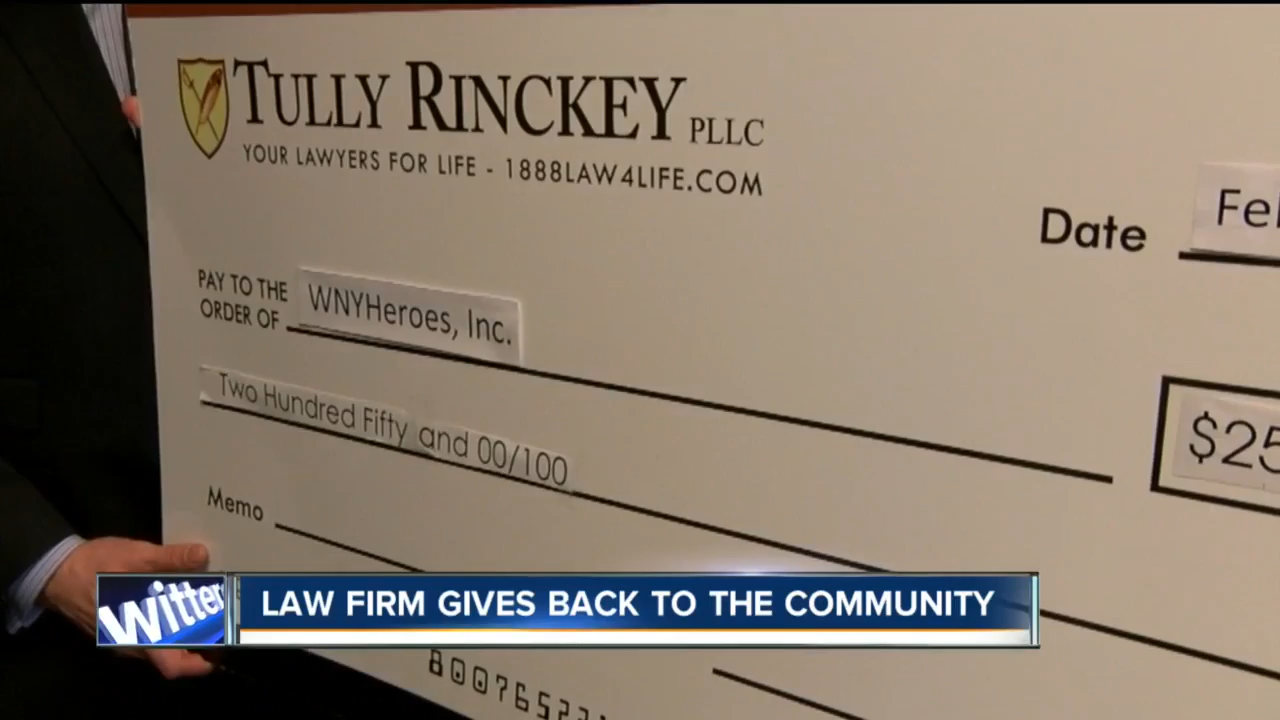 TULLY RINCKEY PLLC
YOUR LAWYERS FOR LIFE - 1888LAW4LIFE.COM
Date
PAY TO THE
ORDER OF
WNYHeroes, Inc.
Two Hundred Fifty and 00/100
$25
Memo
LAW FIRM GIVES BACK TO THE COMMUNITY